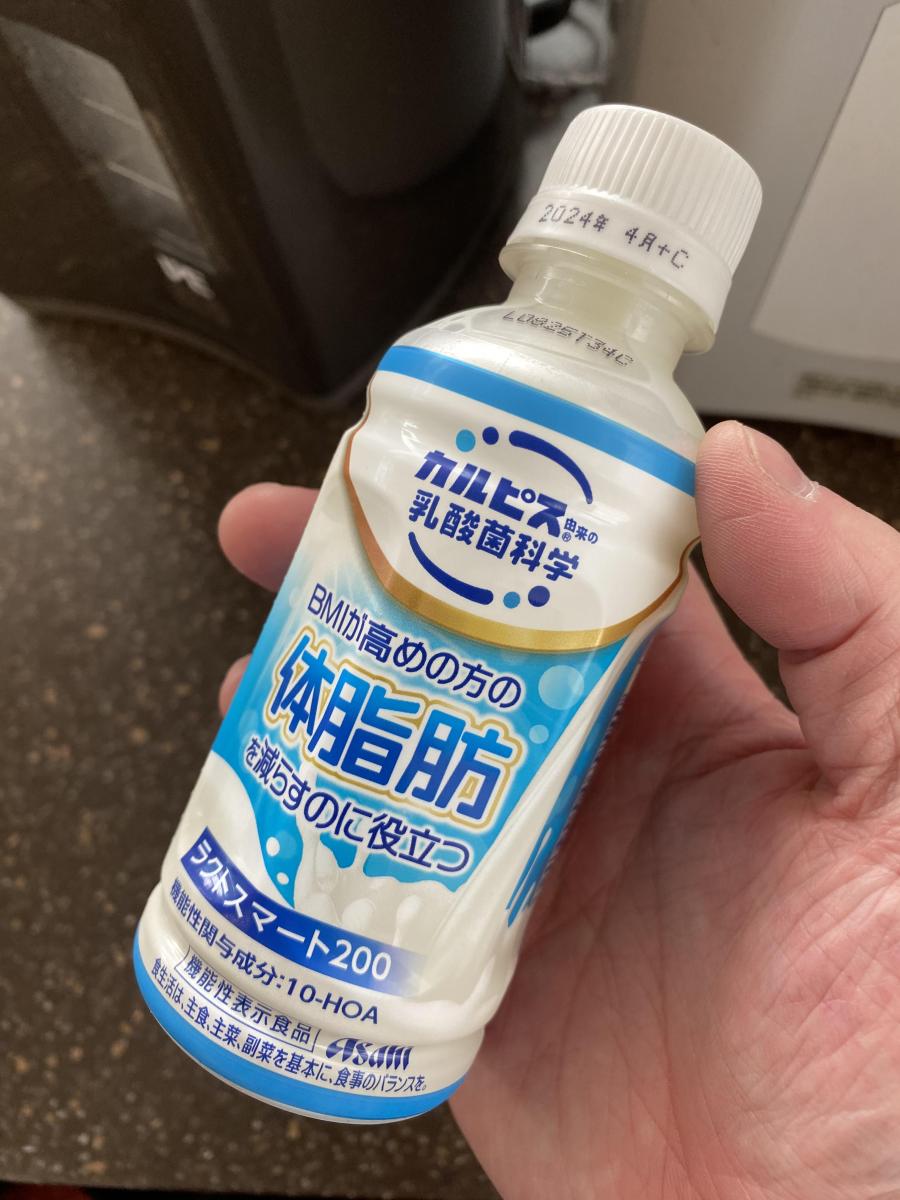 2024年 4月+C
カルピス®由来の
乳酸菌科学
BMIが高めの方の
体脂肪
を減らすのに役立つ
ラクトスマート200
機能性関与成分:10-HOA
機能性表示食品
Asahi
食生活は、主食、主菜、副菜を基本に、食事のバランスを。